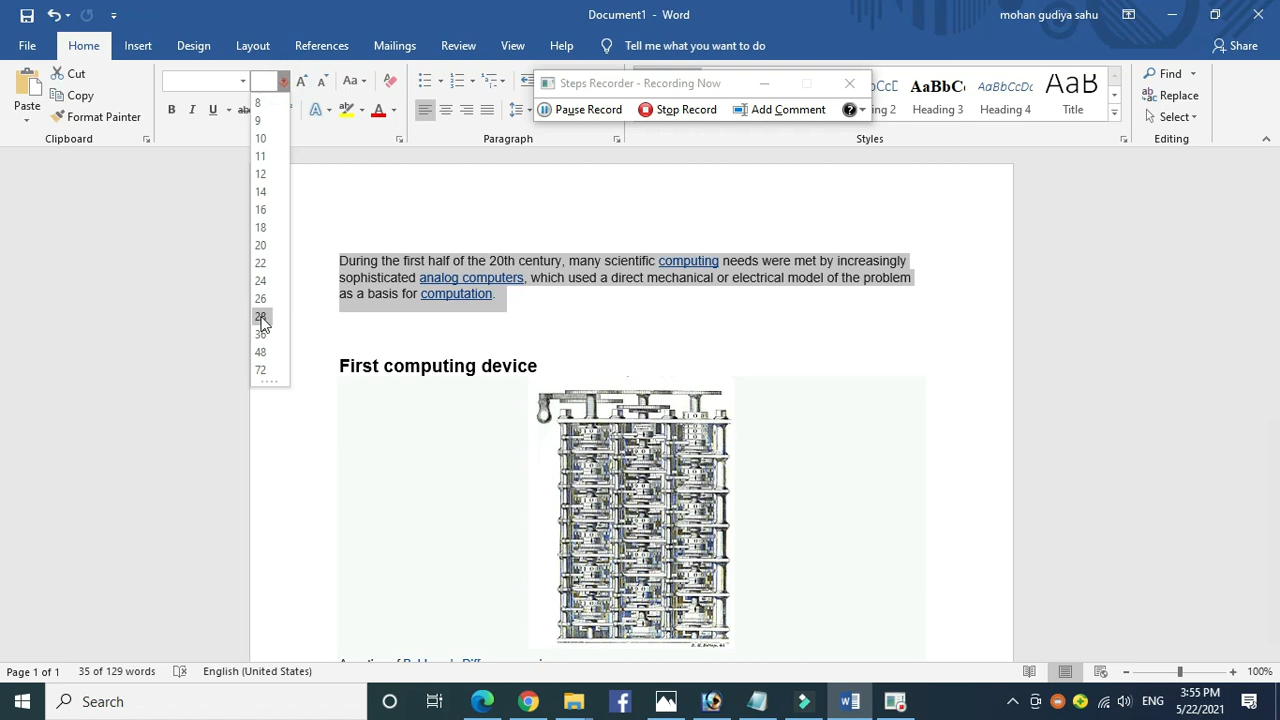 Document1 - Word
mohan gudiya sahu
File
Home
Insert
Design
Layout
References
Mailings
Review
View
Help
Tell me what you want to do
Share
Paste
Cut
Copy
Format Painter
Clipboard
Aa
B
I
U
abc
A
A
Paragraph
Steps Recorder - Recording Now
Pause Record
Stop Record
Add Comment
AaBbCc
Heading 3
AaBbCcDc
Heading 4
AaB
Title
Styles
Find
Replace
Select
Editing
8
9
10
11
12
14
16
18
20
22
24
26
28
36
48
72
During the first half of the 20th century, many scientific computing needs were met by increasingly
sophisticated analog computers, which used a direct mechanical or electrical model of the problem
as a basis for computation.
First computing device
Page 1 of 1
35 of 129 words
English (United States)
100%
Search
ENG
3:55 PM
5/22/2021